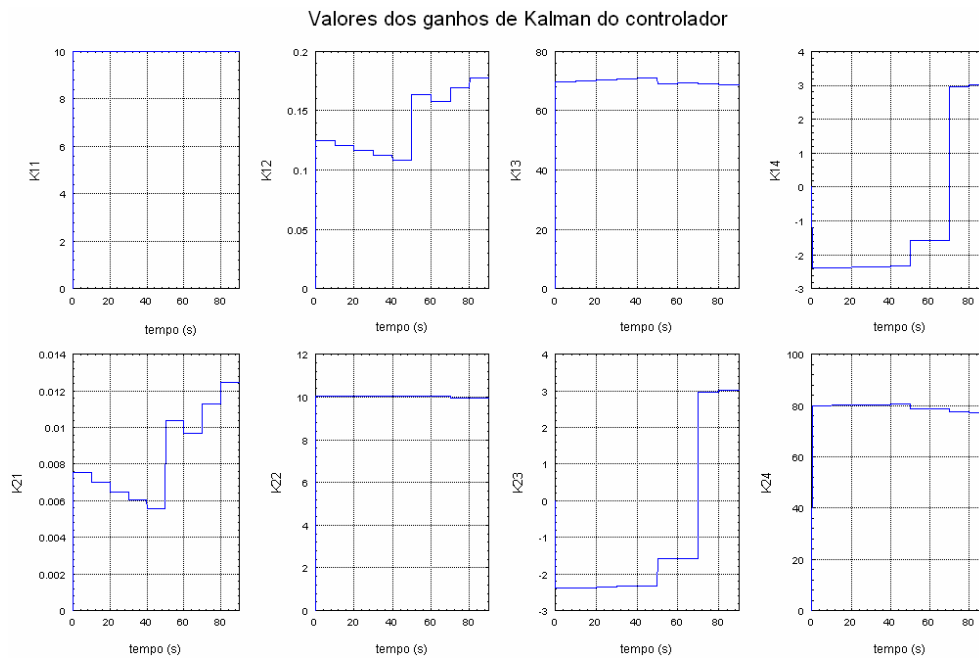 Valores dos ganhos de Kalman do controlador
10
8
6
4
2
0
K11
0 20 40 60 80
tempo (s)
0.2
0.15
0.1
0.05
0
K12
0 20 40 60 80
tempo (s)
80
60
40
20
0
K13
0 20 40 60 80
tempo (s)
4
3
2
1
0
-1
-2
-3
K14
0 20 40 60 80
tempo (s)
0.014
0.012
0.01
0.008
0.006
0.004
0.002
0
K21
0 20 40 60 80
tempo (s)
12
10
8
6
4
2
0
K22
0 20 40 60 80
tempo (s)
4
3
2
1
0
-1
-2
-3
K23
0 20 40 60 80
tempo (s)
100
80
60
40
20
0
K24
0 20 40 60 80
tempo (s)